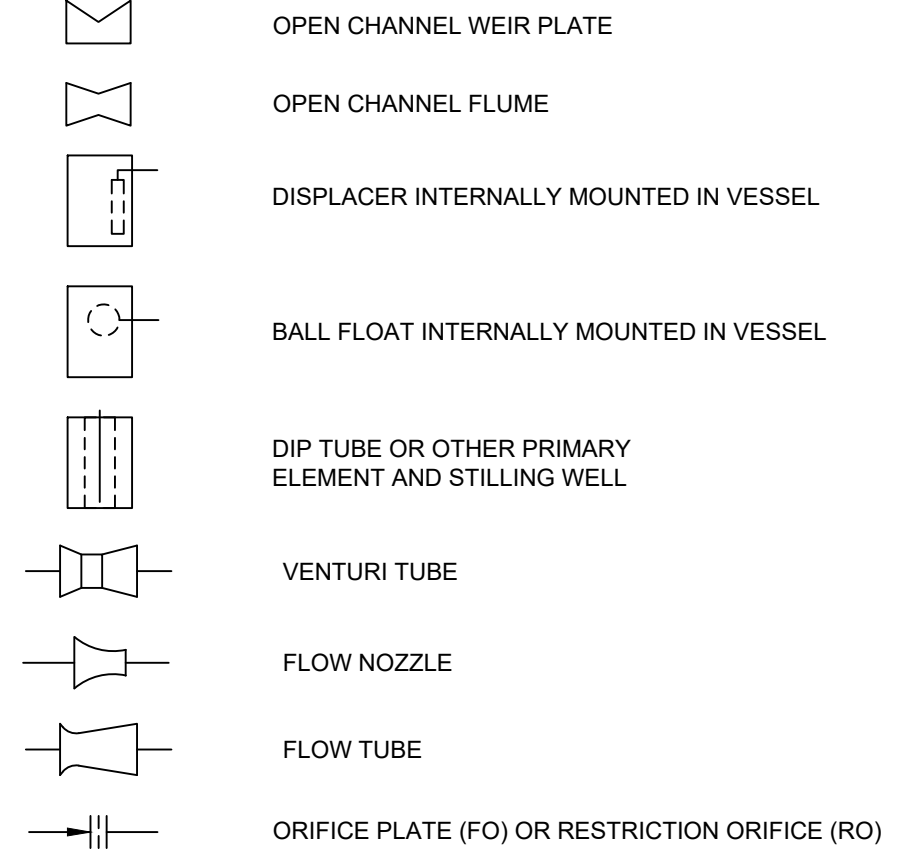 OPEN CHANNEL WEIR PLATE
OPEN CHANNEL FLUME
DISPLACER INTERNALLY MOUNTED IN VESSEL
BALL FLOAT INTERNALLY MOUNTED IN VESSEL
DIP TUBE OR OTHER PRIMARY
ELEMENT AND STILLING WELL
VENTURI TUBE
FLOW NOZZLE
FLOW TUBE
ORIFICE PLATE (FO) OR RESTRICTION ORIFICE (RO)